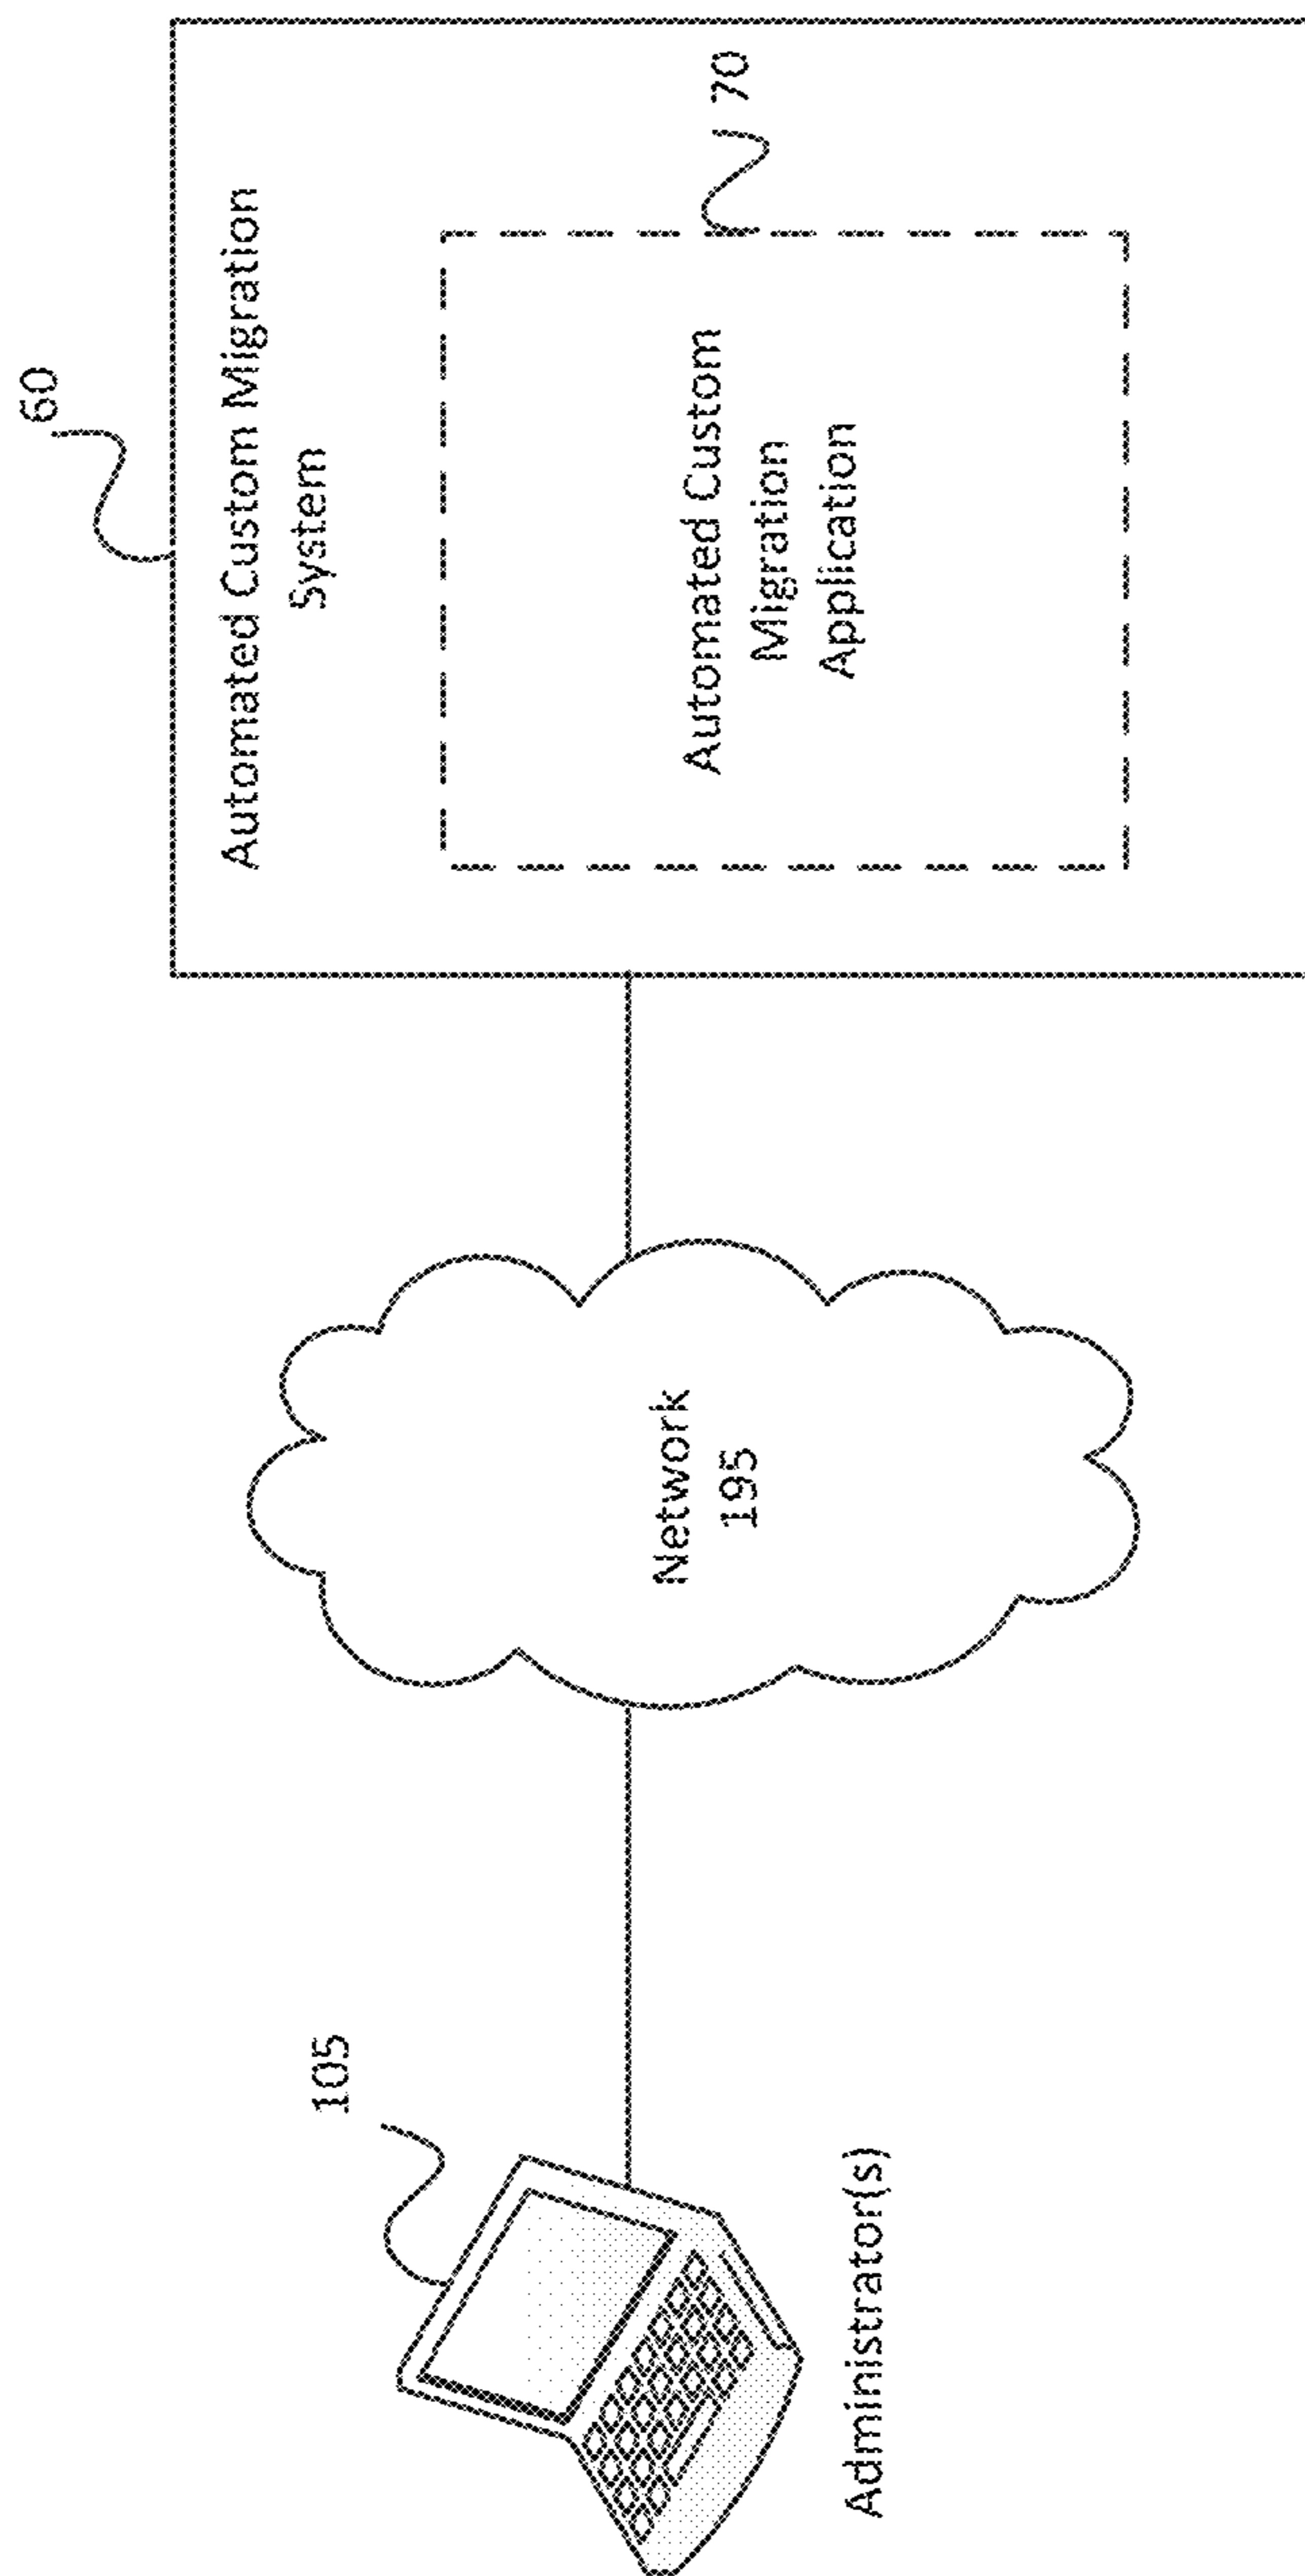 105
Administrator(s)
Network
195
60
Automated Custom Migration
System
70
Automated Custom
Migration
Application